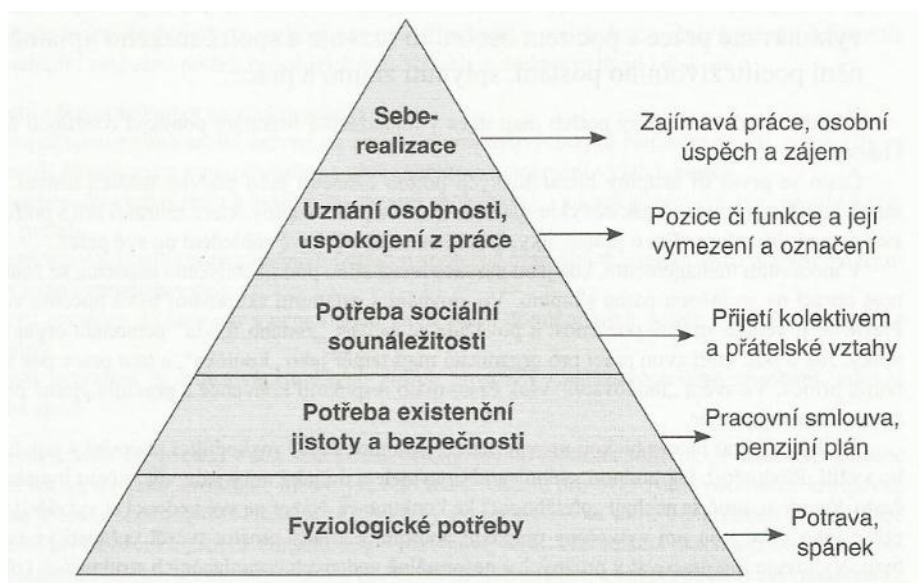 Sebe-
realizace
Zajímavá práce, osobní
úspěch a zájem
Uznání osobnosti,
uspokojení z práce
Pozice či funkce a její
vymezení a označení
Potřeba sociální
sounáležitosti
Přijetí kolektivem
a přátelské vztahy
Potřeba existenční
jistoty a bezpečnosti
Pracovní smlouva,
penzijní plán
Fyziologické potřeby
Potrava,
spánek